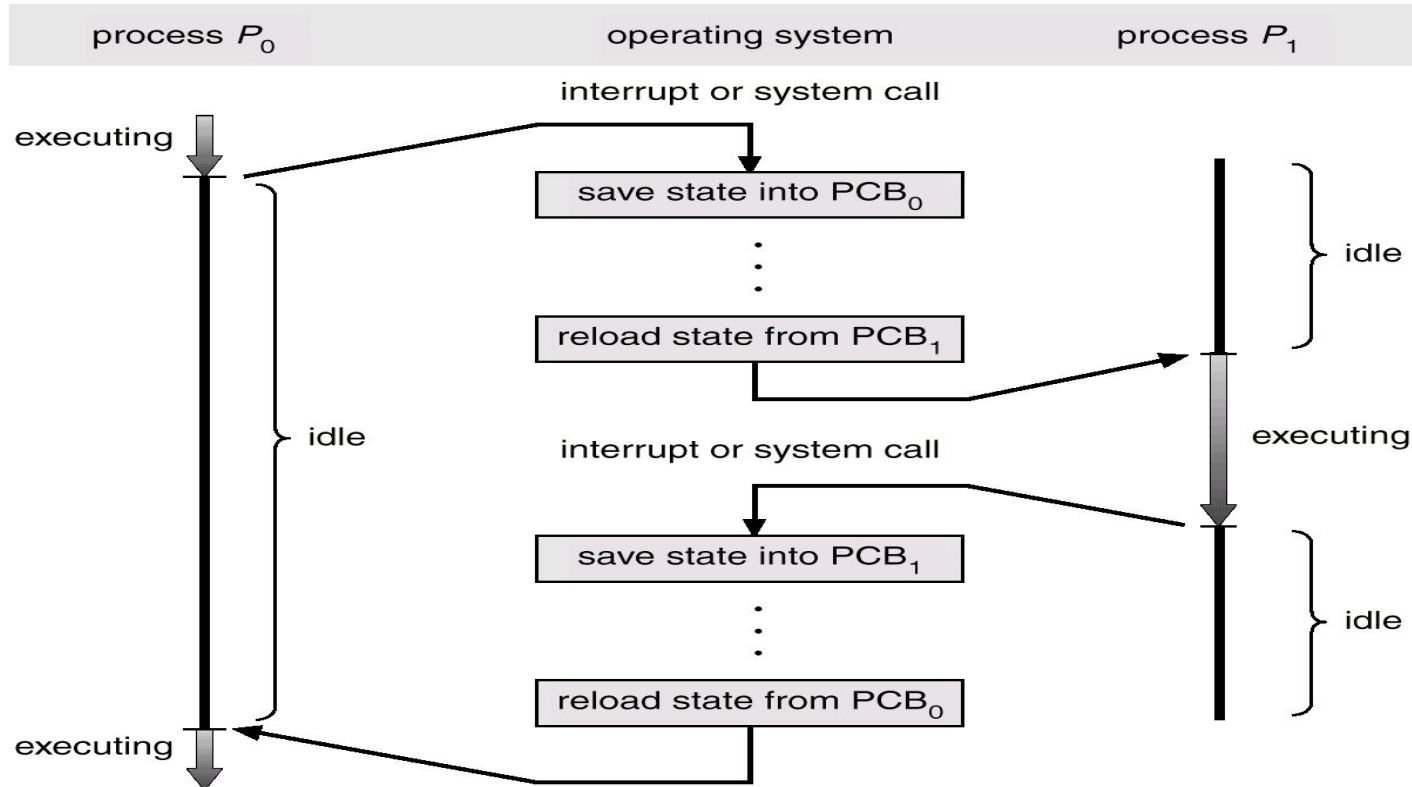 process P₀ operating system process P₁
interrupt or system call
executing
save state into PCB₀
idle
reload state from PCB₁
idle
executing
interrupt or system call
save state into PCB₁
idle
reload state from PCB₀
executing